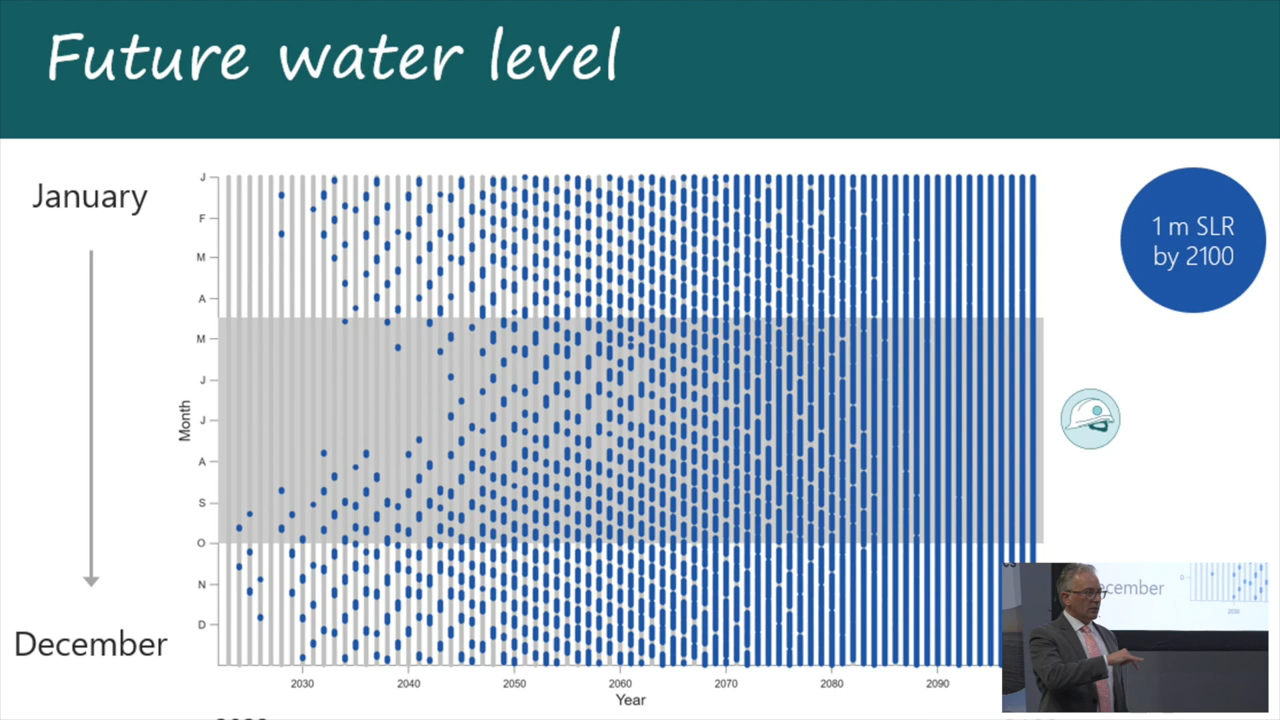 Future water level
January
December
J
F
M
A
M
J
J
A
S
O
N
D
Month
2030
2040
2050
2060
2070
2080
2090
Year
1 m SLR
by 2100
ecember
D
2030